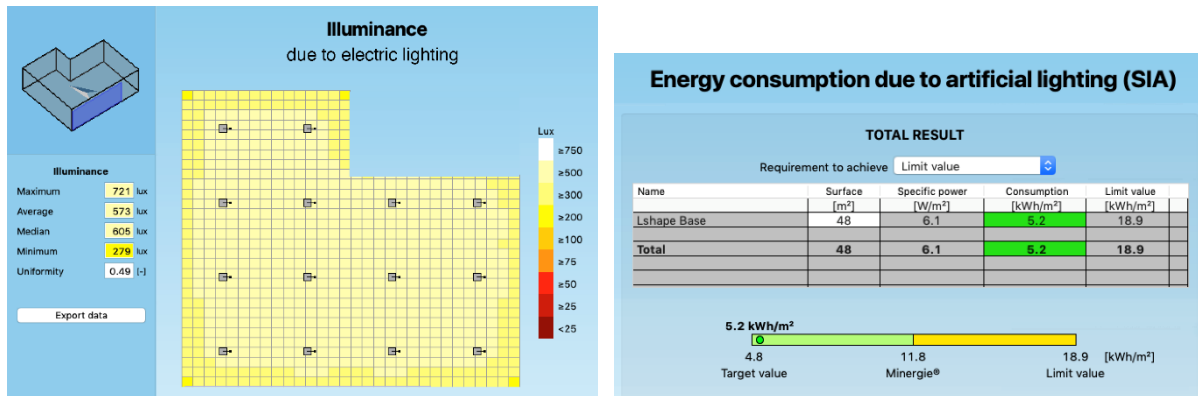 Illuminance
due to electric lighting
Illuminance
Maximum 721 lux
Average 573 lux
Median 605 lux
Minimum 279 lux
Uniformity 0.49 [-]
Export data
Lux
≥750
≥500
≥300
≥200
≥100
≥75
≥50
≥25
<25
Energy consumption due to artificial lighting (SIA)
TOTAL RESULT
Requirement to achieve Limit value
Name Surface Specific power Consumption Limit value
[m²] [W/m²] [kWh/m²] [kWh/m²]
Lshape Base 48 6.1 5.2 18.9
Total 48 6.1 5.2 18.9
5.2 kWh/m²
4.8 11.8 18.9 [kWh/m²]
Target value Minergie® Limit value